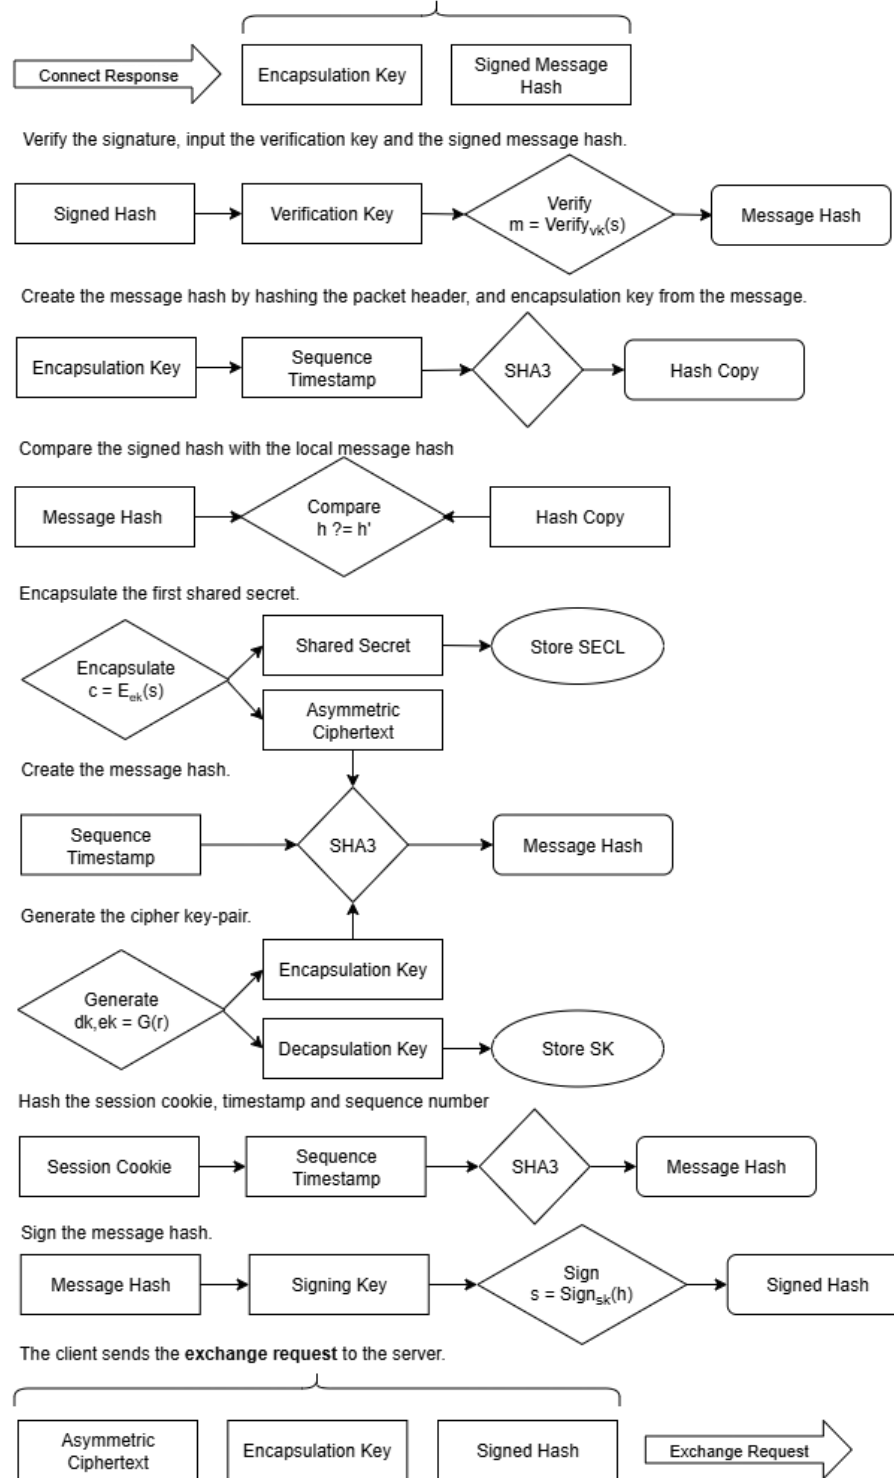 Connect Response
Encapsulation Key
Signed Message
Hash
Verify the signature, input the verification key and the signed message hash.
Signed Hash
Verification Key
Verify
m = Verifyvk(s)
Message Hash
Create the message hash by hashing the packet header, and encapsulation key from the message.
Encapsulation Key
Sequence
Timestamp
SHA3
Hash Copy
Compare the signed hash with the local message hash
Message Hash
Compare
h ?= h'
Hash Copy
Encapsulate the first shared secret.
Encapsulate
c = Eek(s)
Shared Secret
Store SECL
Asymmetric
Ciphertext
Create the message hash.
Sequence
Timestamp
SHA3
Message Hash
Generate the cipher key-pair.
Generate
dk,ek = G(r)
Encapsulation Key
Decapsulation Key
Store SK
Hash the session cookie, timestamp and sequence number
Session Cookie
Sequence
Timestamp
SHA3
Message Hash
Sign the message hash.
Message Hash
Signing Key
Sign
s = Signsk(h)
Signed Hash
The client sends the exchange request to the server.
Asymmetric
Ciphertext
Encapsulation Key
Signed Hash
Exchange Request